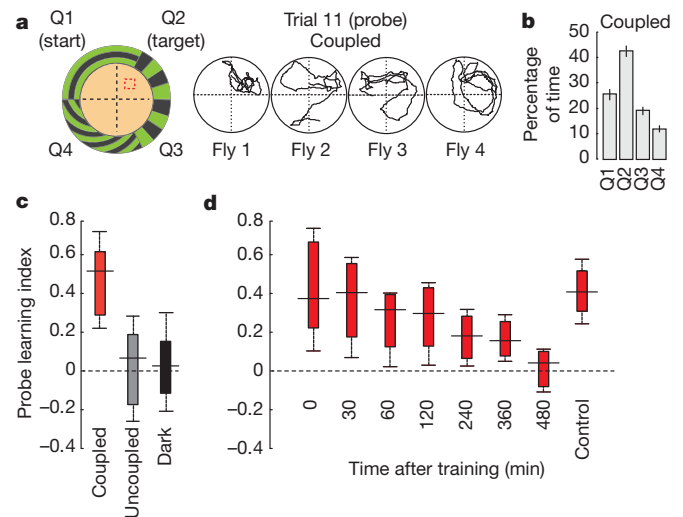 a
Q1
(start)
Q2
(target)
Q4
Q3
Trial 11 (probe)
Coupled
Fly 1
Fly 2
Fly 3
Fly 4
b
Coupled
Percentage
of time
50
40
30
20
10
0
Q1
Q2
Q3
Q4
c
Probe learning index
0.8
0.6
0.4
0.2
0
−0.2
−0.4
Coupled
Uncoupled
Dark
d
0.8
0.6
0.4
0.2
0
−0.2
−0.4
0
30
60
120
240
360
480
Control
Time after training (min)